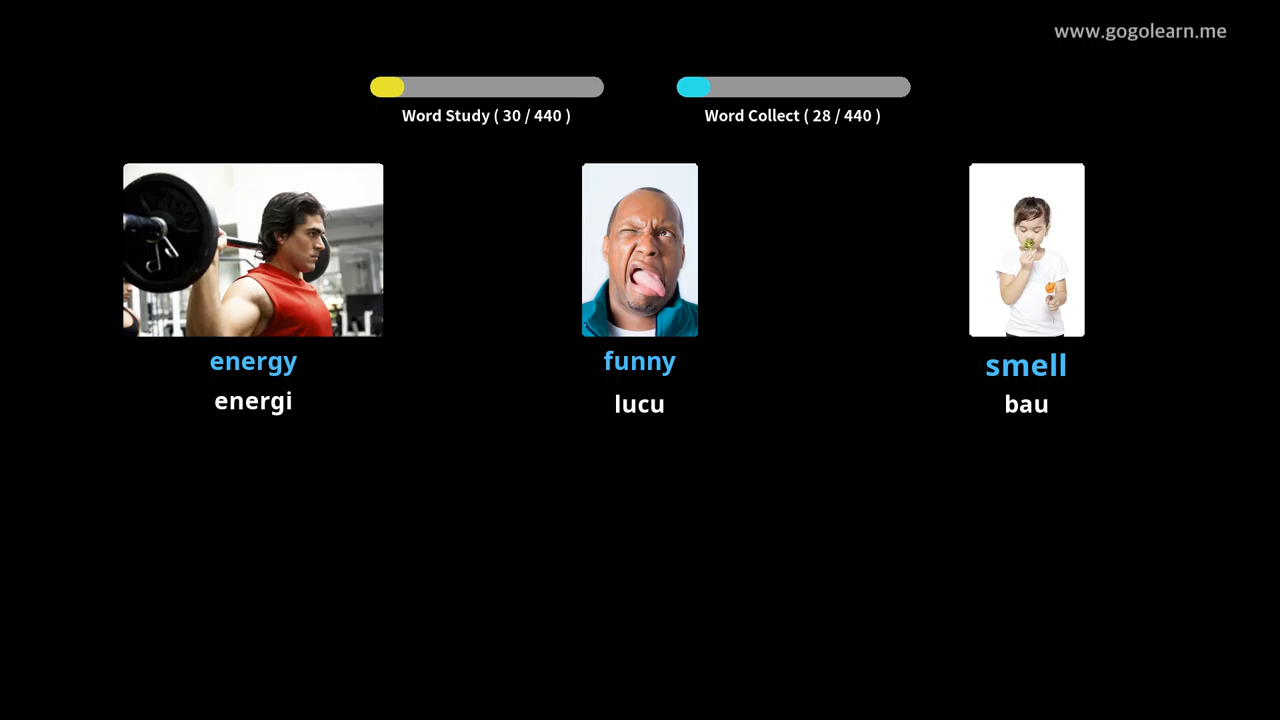 www.gogolearn.me
Word Study ( 30 / 440 )
Word Collect ( 28 / 440 )
energy
energi
funny
lucu
smell
bau